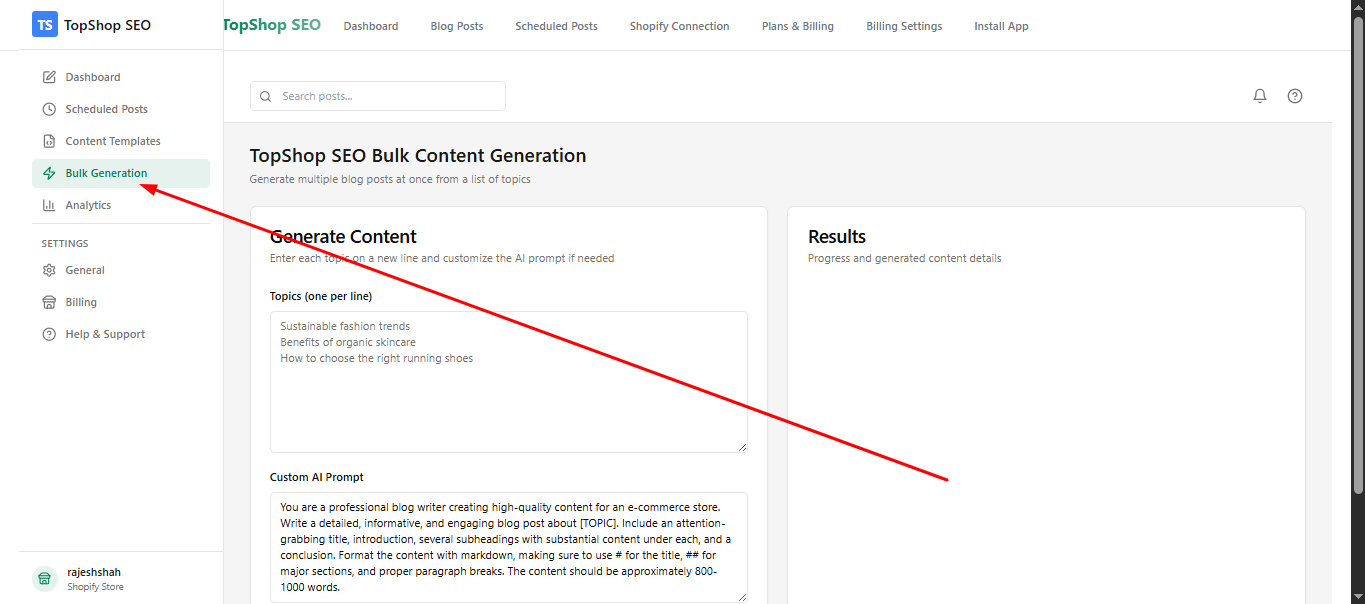 TS TopShop SEO
TopShop SEO
Dashboard
Blog Posts
Scheduled Posts
Shopify Connection
Plans & Billing
Billing Settings
Install App
Dashboard
Scheduled Posts
Content Templates
Bulk Generation
Analytics
SETTINGS
General
Billing
Help & Support
rajeshshah
Shopify Store
Search posts...
TopShop SEO Bulk Content Generation
Generate multiple blog posts at once from a list of topics
Generate Content
Enter each topic on a new line and customize the AI prompt if needed
Topics (one per line)
Sustainable fashion trends
Benefits of organic skincare
How to choose the right running shoes
Custom AI Prompt
You are a professional blog writer creating high-quality content for an e-commerce store.
Write a detailed, informative, and engaging blog post about [TOPIC]. Include an attention-
grabbing title, introduction, several subheadings with substantial content under each, and a
conclusion. Format the content with markdown, making sure to use # for the title, ## for
major sections, and proper paragraph breaks. The content should be approximately 800-
1000 words.
Results
Progress and generated content details